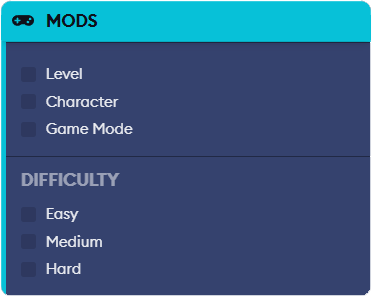 MODS
Level
Character
Game Mode
DIFFICULTY
Easy
Medium
Hard